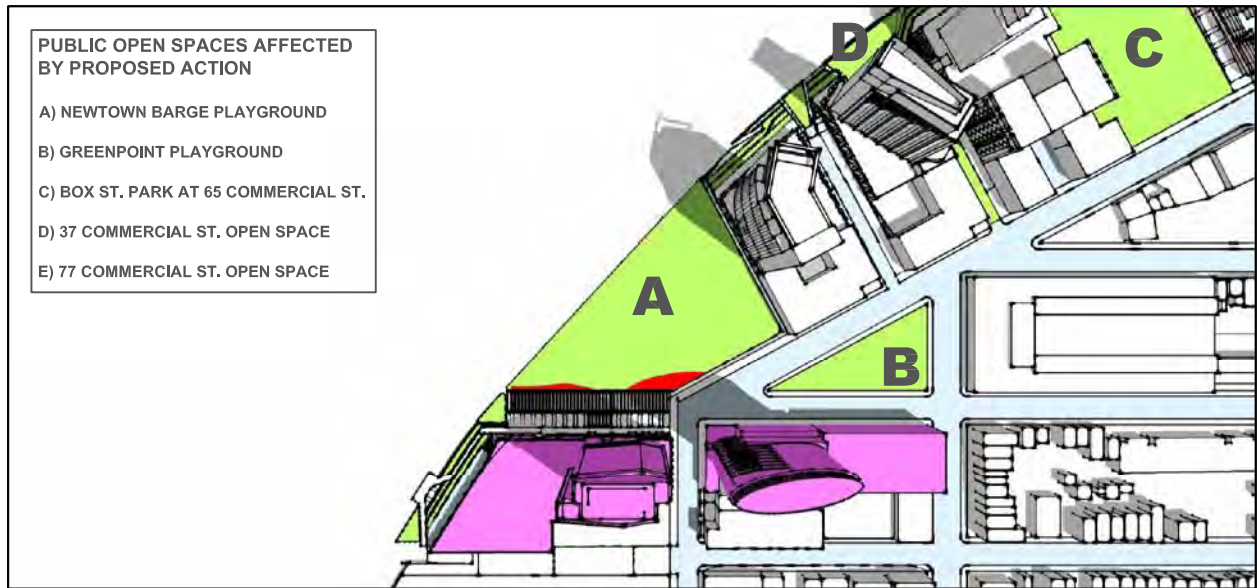 PUBLIC OPEN SPACES AFFECTED
BY PROPOSED ACTION
A) NEWTOWN BARGE PLAYGROUND
B) GREENPOINT PLAYGROUND
C) BOX ST. PARK AT 65 COMMERCIAL ST.
D) 37 COMMERCIAL ST. OPEN SPACE
E) 77 COMMERCIAL ST. OPEN SPACE
D
C
A
B